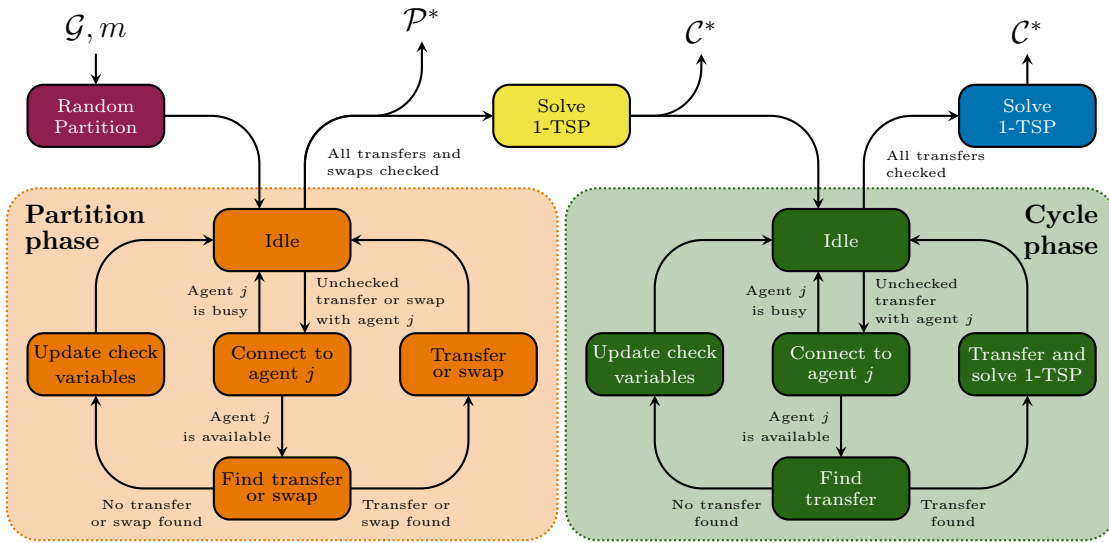 𝒢, m
𝒫*
𝒞*
𝒞*
Random
Partition
Solve
1-TSP
Solve
1-TSP
All transfers and
swaps checked
All transfers
checked
Partition
phase
Idle
Agent j
is busy
Unchecked
transfer or swap
with agent j
Update check
variables
Connect to
agent j
Transfer
or swap
Agent j
is available
Find transfer
or swap
No transfer
or swap found
Transfer or
swap found
Cycle
phase
Idle
Agent j
is busy
Unchecked
transfer
with agent j
Update check
variables
Connect to
agent j
Transfer and
solve 1-TSP
Agent j
is available
Find
transfer
No transfer
found
Transfer
found